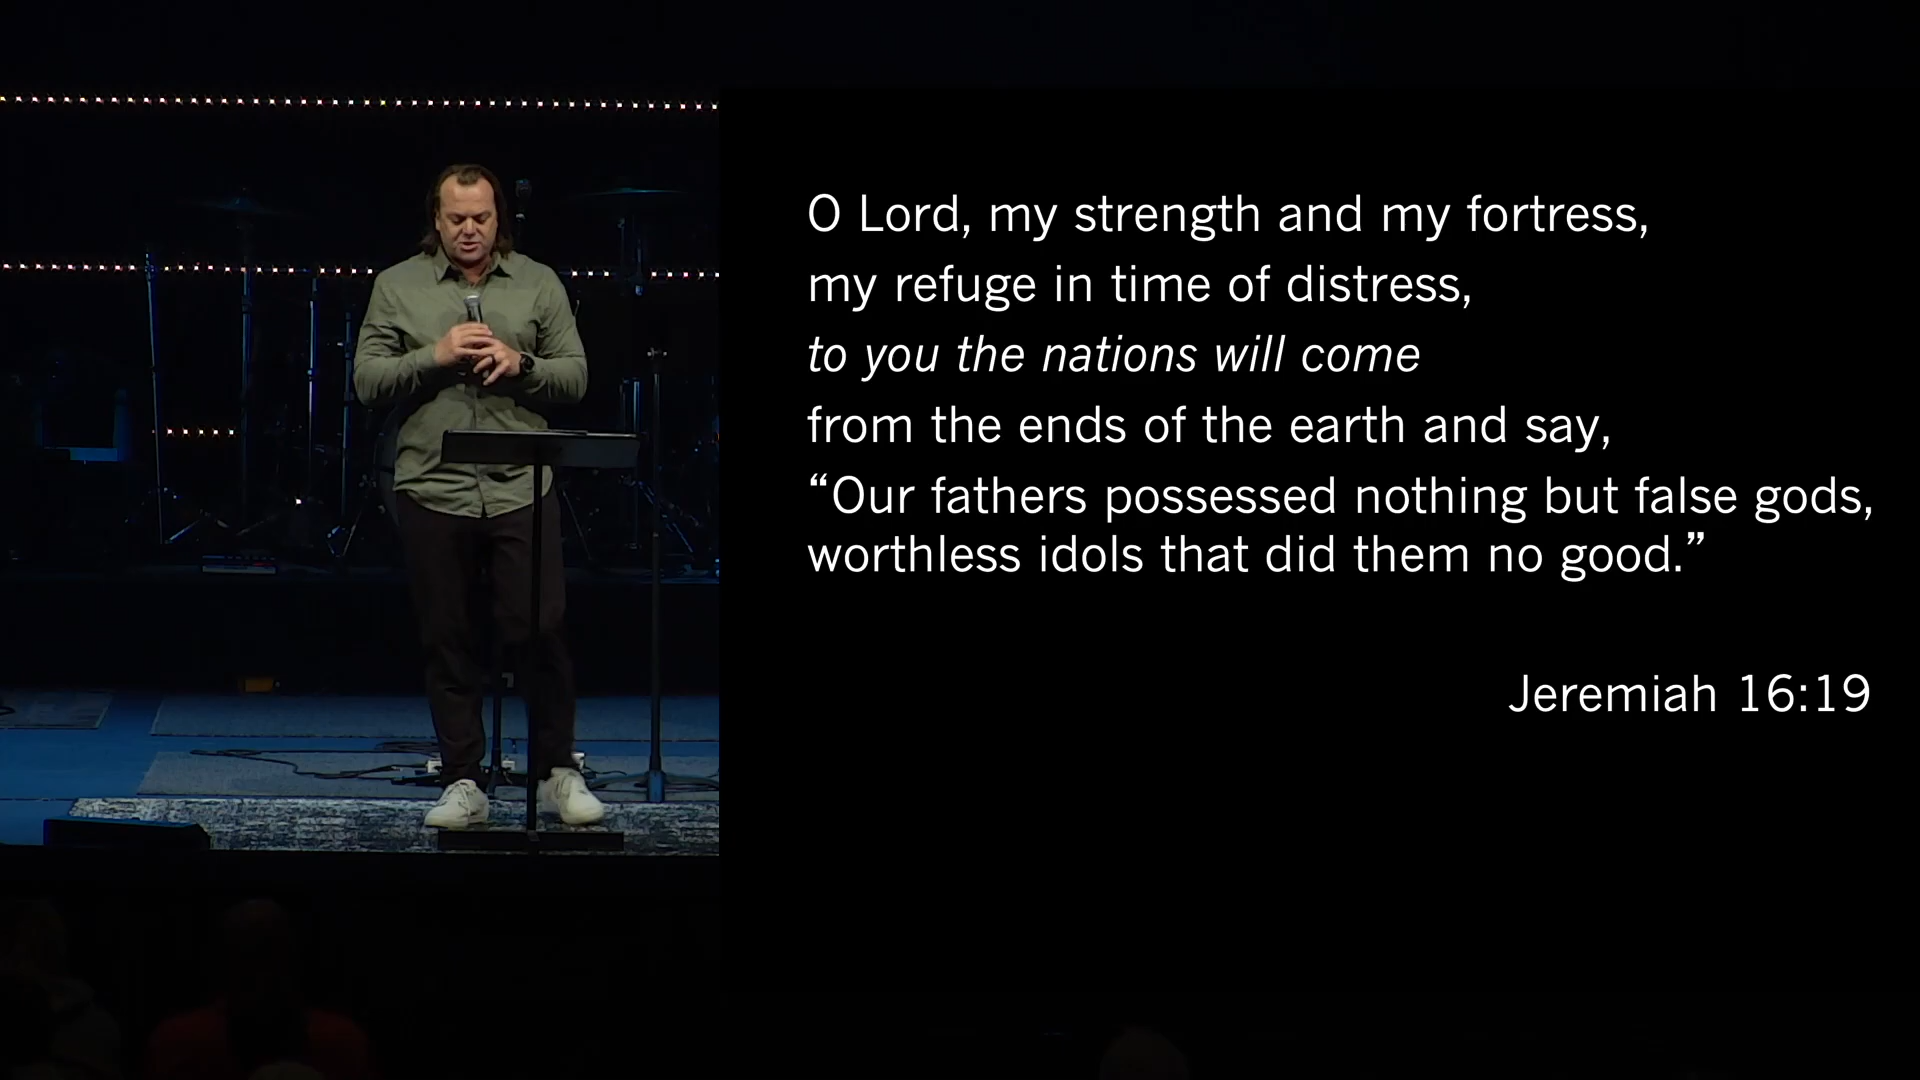 O Lord, my strength and my fortress,
my refuge in time of distress,
to you the nations will come
from the ends of the earth and say,
“Our fathers possessed nothing but false gods,
worthless idols that did them no good.”
Jeremiah 16:19